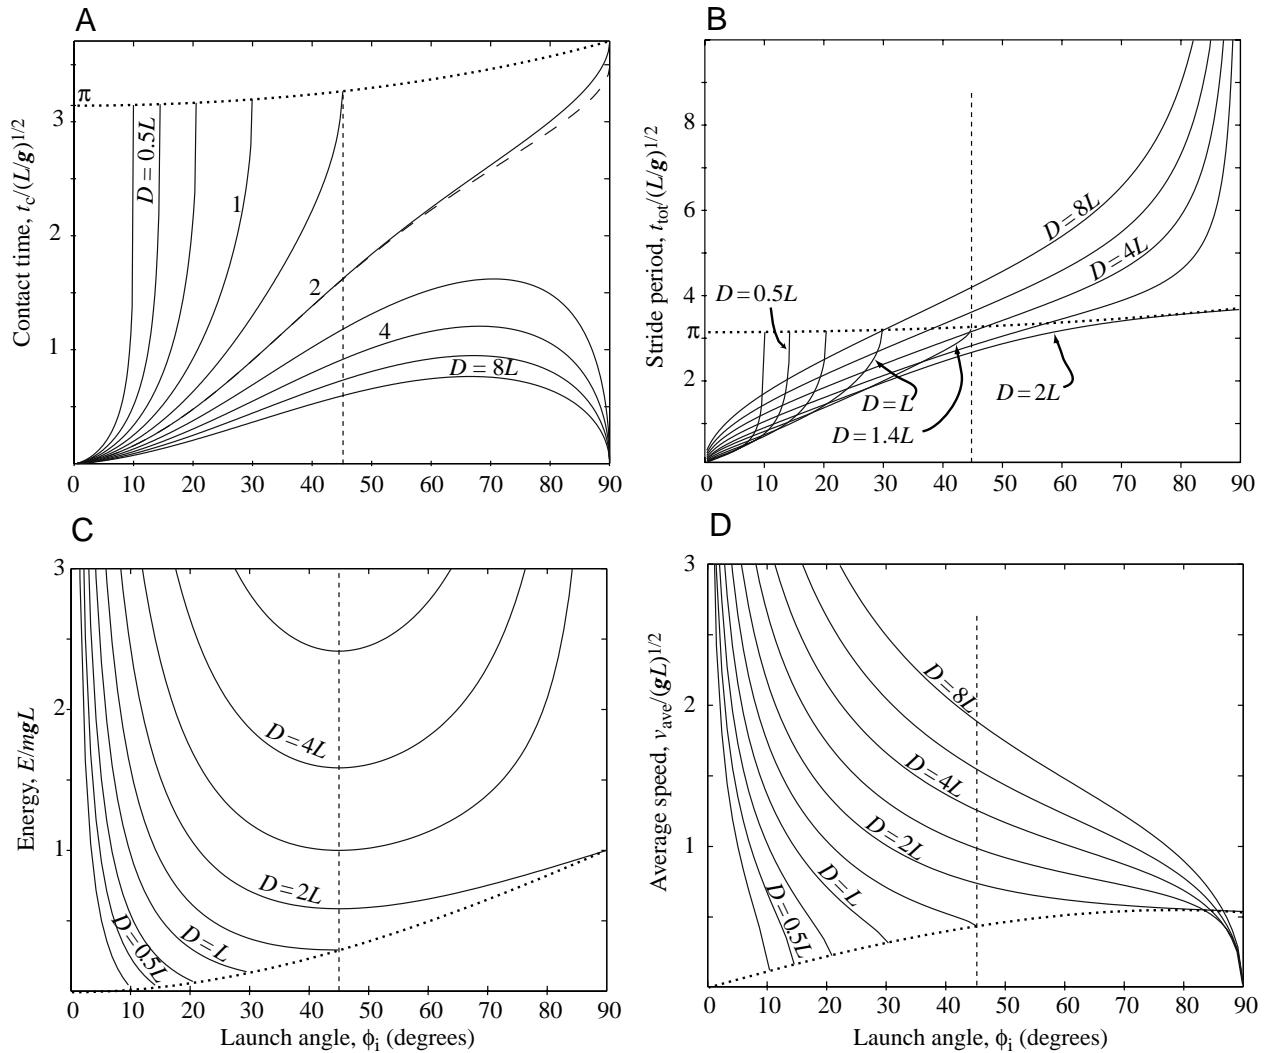 A
Contact time, t_c/(L/g)^1/2
π
3
2
1
D = 0.5L
1
2
4
D = 8L
0 10 20 30 40 50 60 70 80 90
B
Stride period, t_tot/(L/g)^1/2
8
6
4
π
2
D = 8L
D = 4L
D = 0.5L
D = L
D = 1.4L
D = 2L
0 10 20 30 40 50 60 70 80 90
C
Energy, E/mgL
3
2
1
D = 4L
D = 2L
D = L
D = 0.5L
0 10 20 30 40 50 60 70 80 90
Launch angle, ϕ_i (degrees)
D
Average speed, v_ave/(gL)^1/2
3
2
1
D = 8L
D = 4L
D = 2L
D = L
D = 0.5L
0 10 20 30 40 50 60 70 80 90
Launch angle, ϕ_i (degrees)